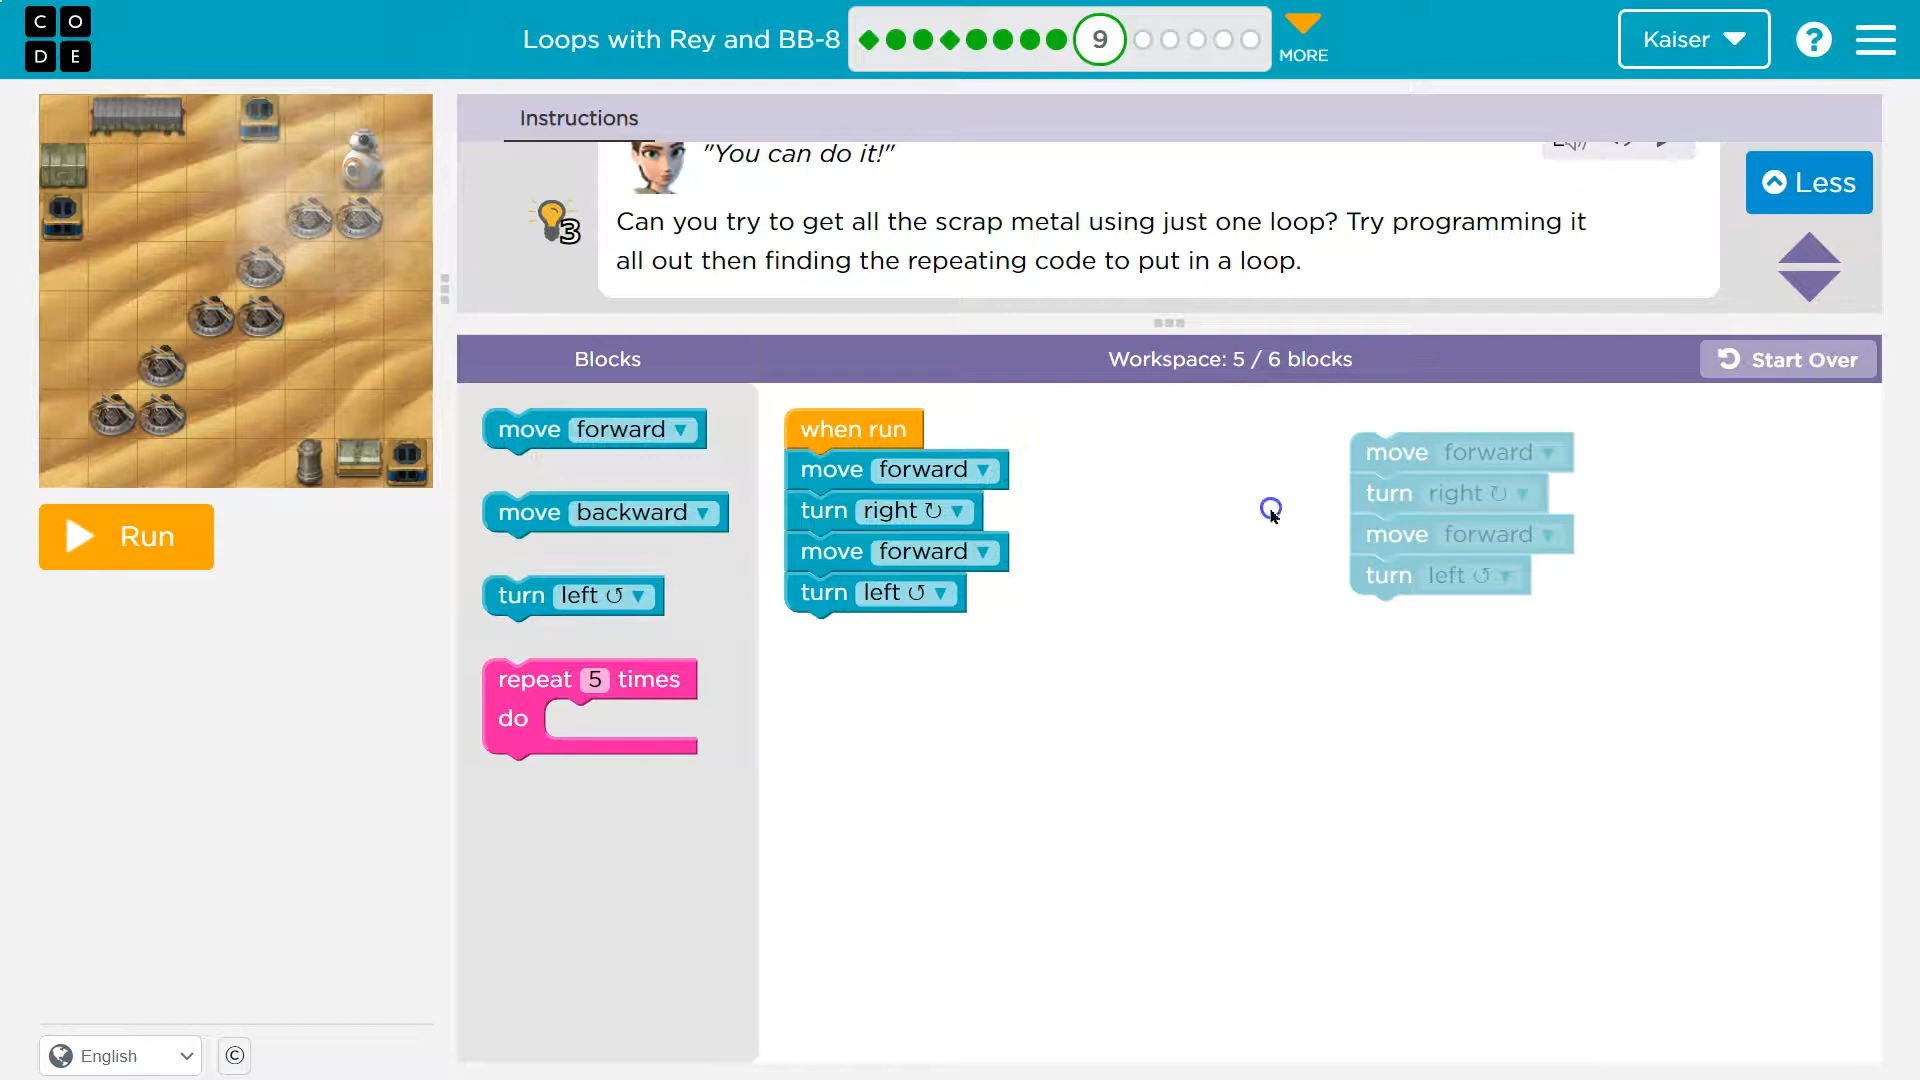 C O
D E
Loops with Rey and BB-8
9
MORE
Kaiser
?
Instructions
"You can do it!"
3
Can you try to get all the scrap metal using just one loop? Try programming it
all out then finding the repeating code to put in a loop.
Less
Blocks
Workspace: 5 / 6 blocks
Start Over
move forward ▼
move backward ▼
turn left ↺ ▼
repeat 5 times
do
when run
move forward ▼
turn right ↻ ▼
move forward ▼
turn left ↺ ▼
move forward ▼
turn right ↻ ▼
move forward ▼
turn left ↺ ▼
Run
English
©